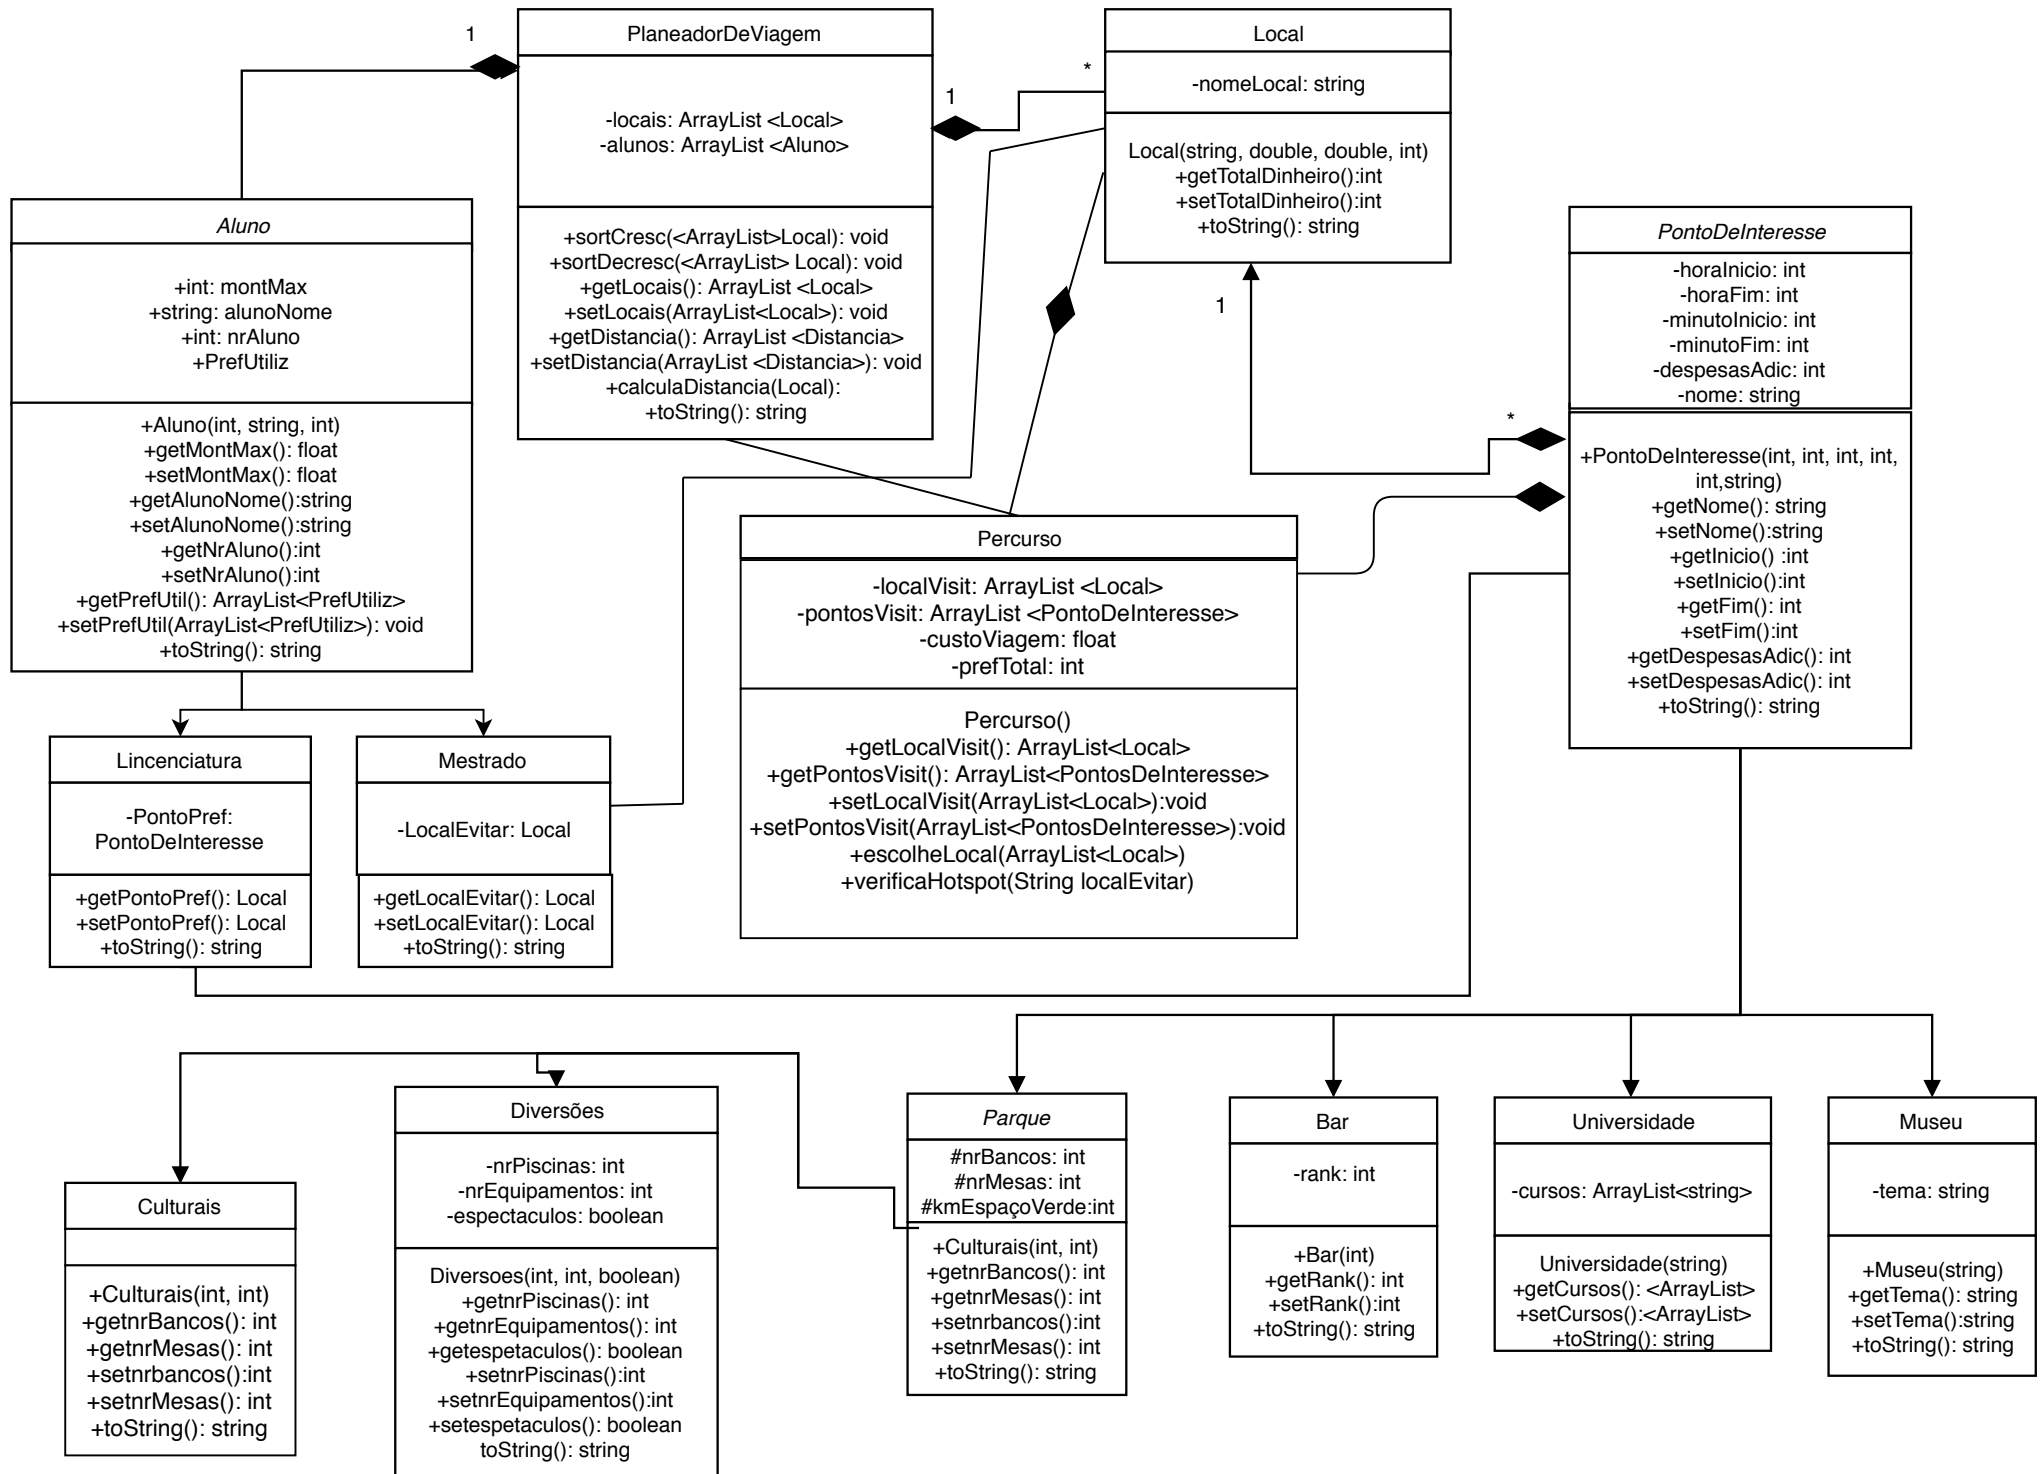 1
PlaneadorDeViagem
-locais: ArrayList <Local>
-alunos: ArrayList <Aluno>
+sortCresc(<ArrayList>Local): void
+sortDecresc(<ArrayList> Local): void
+getLocais(): ArrayList <Local>
+setLocais(ArrayList<Local>): void
+getDistancia(): ArrayList <Distancia>
+setDistancia(ArrayList <Distancia>): void
+calculaDistancia(Local):
+toString(): string
1
*
Local
-nomeLocal: string
Local(string, double, double, int)
+getTotalDinheiro():int
+setTotalDinheiro():int
+toString(): string
1
*
Aluno
+int: montMax
+string: alunoNome
+int: nrAluno
+PrefUtiliz
+Aluno(int, string, int)
+getMontMax(): float
+setMontMax(): float
+getAlunoNome():string
+setAlunoNome():string
+getNrAluno():int
+setNrAluno():int
+getPrefUtil(): ArrayList<PrefUtiliz>
+setPrefUtil(ArrayList<PrefUtiliz>): void
+toString(): string
PontoDeInteresse
-horaInicio: int
-horaFim: int
-minutoInicio: int
-minutoFim: int
-despesasAdic: int
-nome: string
+PontoDeInteresse(int, int, int, int,
int,string)
+getNome(): string
+setNome():string
+getInicio() :int
+setInicio():int
+getFim(): int
+setFim():int
+getDespesasAdic(): int
+setDespesasAdic(): int
+toString(): string
Percurso
-localVisit: ArrayList <Local>
-pontosVisit: ArrayList <PontoDeInteresse>
-custoViagem: float
-prefTotal: int
Percurso()
+getLocalVisit(): ArrayList<Local>
+getPontosVisit(): ArrayList<PontosDeInteresse>
+setLocalVisit(ArrayList<Local>):void
+setPontosVisit(ArrayList<PontosDeInteresse>):void
+escolheLocal(ArrayList<Local>)
+verificaHotspot(String localEvitar)
Lincenciatura
-PontoPref:
PontoDeInteresse
+getPontoPref(): Local
+setPontoPref(): Local
+toString(): string
Mestrado
-LocalEvitar: Local
+getLocalEvitar(): Local
+setLocalEvitar(): Local
+toString(): string
Culturais
+Culturais(int, int)
+getnrBancos(): int
+getnrMesas(): int
+setnrbancos():int
+setnrMesas(): int
+toString(): string
Diversões
-nrPiscinas: int
-nrEquipamentos: int
-espectaculos: boolean
Diversoes(int, int, boolean)
+getnrPiscinas(): int
+getnrEquipamentos(): int
+getespetaculos(): boolean
+setnrPiscinas():int
+setnrEquipamentos():int
+setespetaculos(): boolean
toString(): string
Parque
#nrBancos: int
#nrMesas: int
#kmEspaçoVerde:int
+Culturais(int, int)
+getnrBancos(): int
+getnrMesas(): int
+setnrbancos():int
+setnrMesas(): int
+toString(): string
Bar
-rank: int
+Bar(int)
+getRank(): int
+setRank():int
+toString(): string
Universidade
-cursos: ArrayList<string>
Universidade(string)
+getCursos(): <ArrayList>
+setCursos():<ArrayList>
+toString(): string
Museu
-tema: string
+Museu(string)
+getTema(): string
+setTema():string
+toString(): string